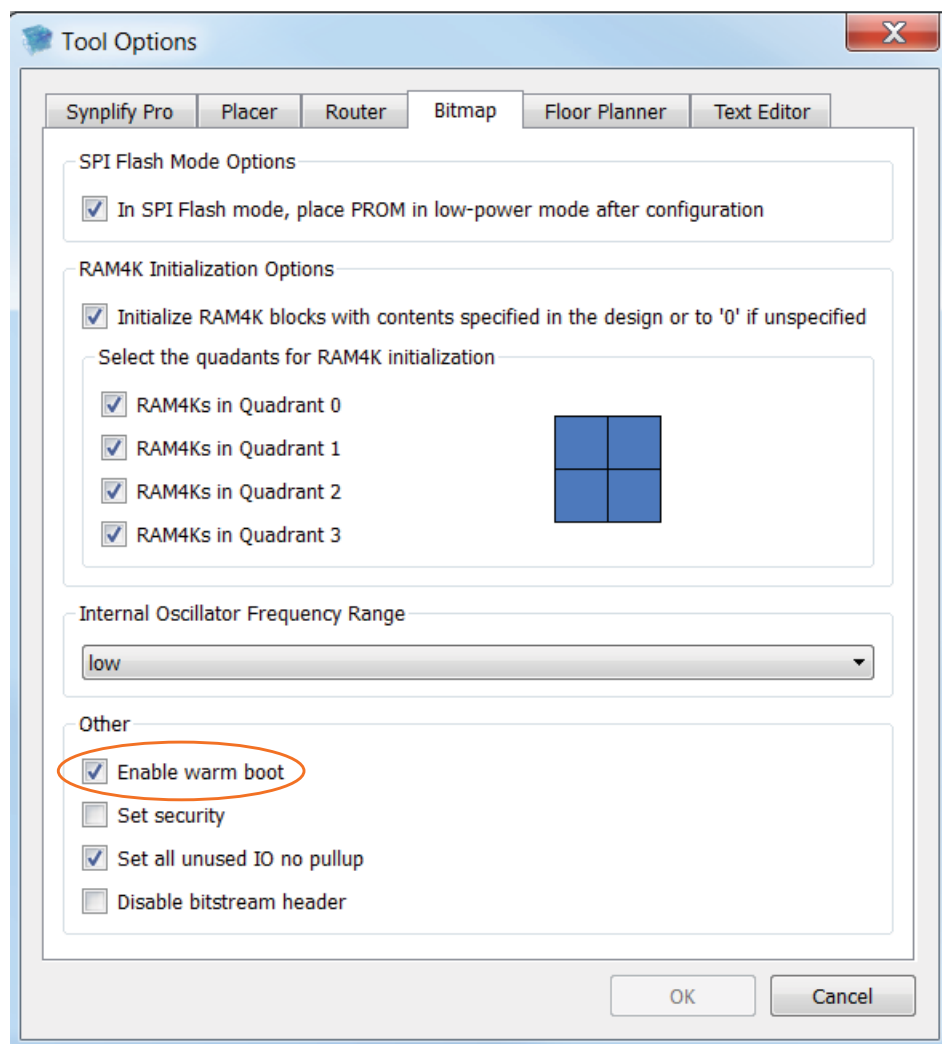 Tool Options
Synplify Pro
Placer
Router
Bitmap
Floor Planner
Text Editor
SPI Flash Mode Options
In SPI Flash mode, place PROM in low-power mode after configuration
RAM4K Initialization Options
Initialize RAM4K blocks with contents specified in the design or to '0' if unspecified
Select the quadants for RAM4K initialization
RAM4Ks in Quadrant 0
RAM4Ks in Quadrant 1
RAM4Ks in Quadrant 2
RAM4Ks in Quadrant 3
Internal Oscillator Frequency Range
low
Other
Enable warm boot
Set security
Set all unused IO no pullup
Disable bitstream header
OK
Cancel